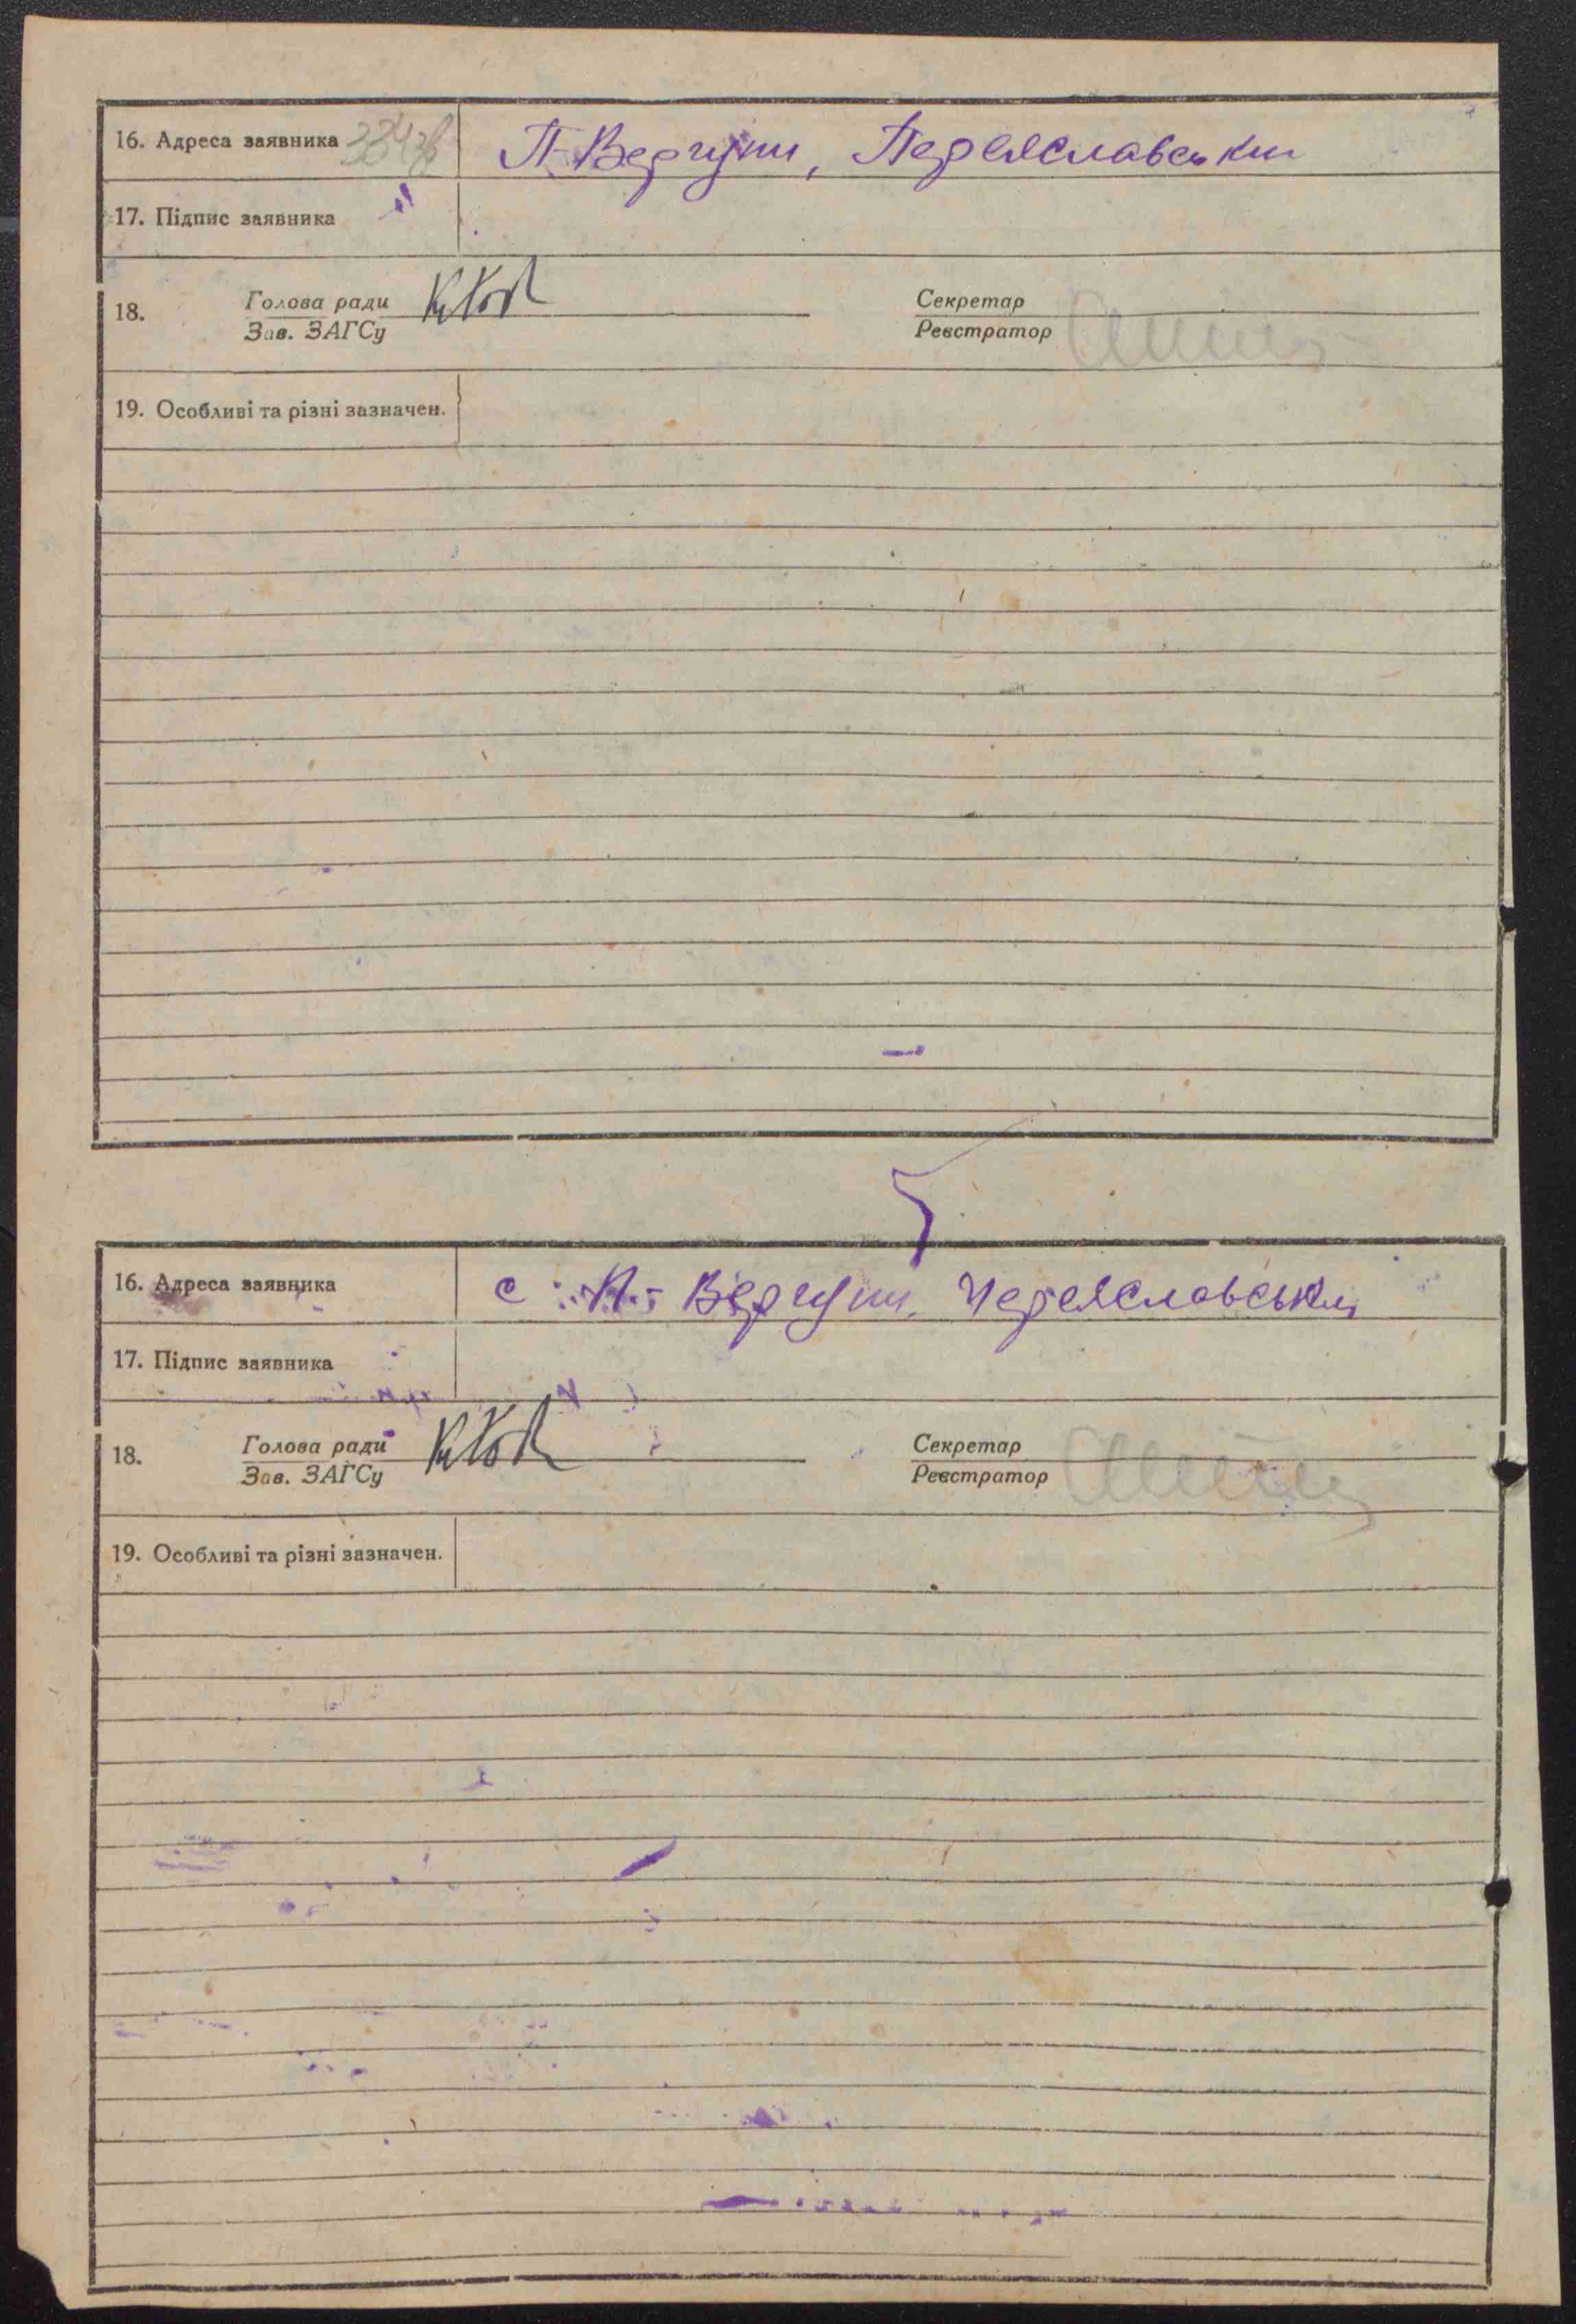 16. Адреса заявника П-Вергуни, Переяславськи
17. Підпис заявника
18. Голова ради Секретар
Зав. ЗАГСу Реєстратор
19. Особливі та різні зазначен.
16. Адреса заявника с. П.-Вергуни, Переяславськи
17. Підпис заявника
18. Голова ради Секретар
Зав. ЗАГСу Реєстратор
19. Особливі та різні зазначен.